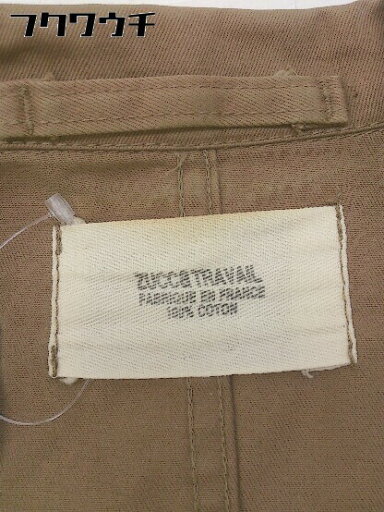 フクワウチ
ZUCCa TRAVAIL
FABRIQUE EN FRANCE
100% COTON